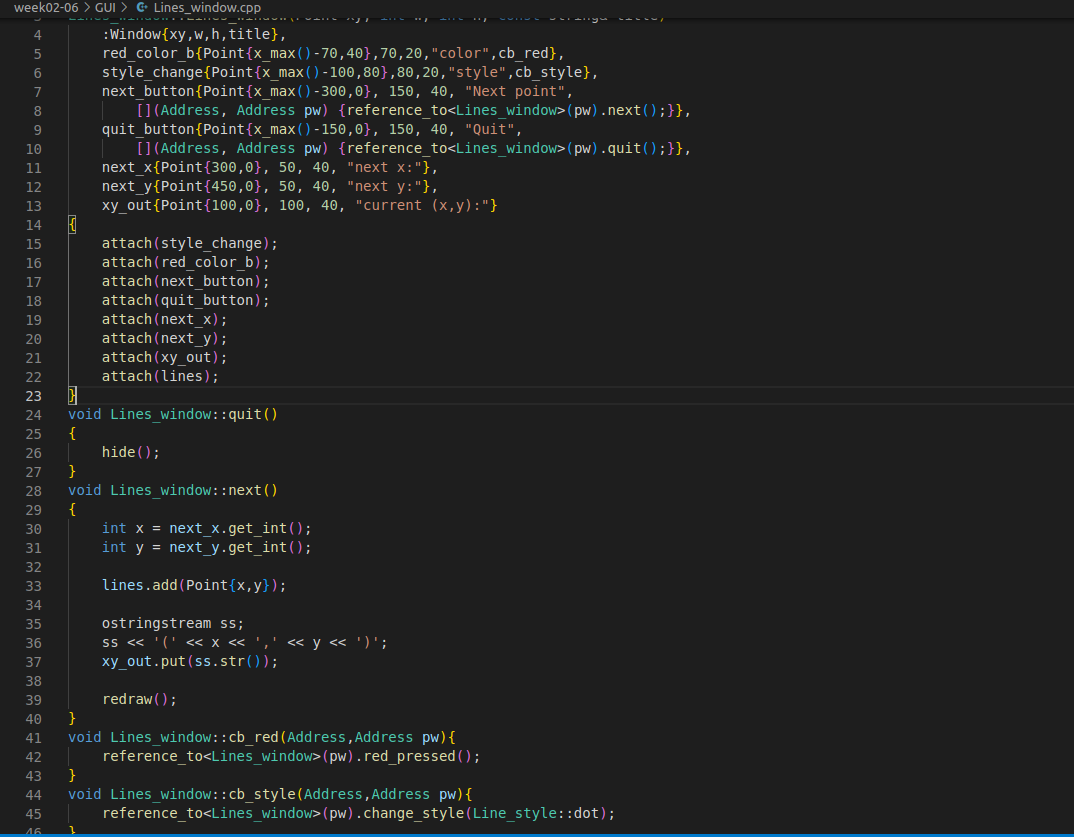 week02-06 > GUI > Lines_window.cpp
3 Lines_window::Lines_window(Point xy, int w, int h, const string& title)
4 :Window{xy,w,h,title},
5 red_color_b{Point{x_max()-70,40},70,20,"color",cb_red},
6 style_change{Point{x_max()-100,80},80,20,"style",cb_style},
7 next_button{Point{x_max()-300,0}, 150, 40, "Next point",
8 [](Address, Address pw) {reference_to<Lines_window>(pw).next();}},
9 quit_button{Point{x_max()-150,0}, 150, 40, "Quit",
10 [](Address, Address pw) {reference_to<Lines_window>(pw).quit();}},
11 next_x{Point{300,0}, 50, 40, "next x:"},
12 next_y{Point{450,0}, 50, 40, "next y:"},
13 xy_out{Point{100,0}, 100, 40, "current (x,y):"}
14 {
15 attach(style_change);
16 attach(red_color_b);
17 attach(next_button);
18 attach(quit_button);
19 attach(next_x);
20 attach(next_y);
21 attach(xy_out);
22 attach(lines);
23 }
24 void Lines_window::quit()
25 {
26 hide();
27 }
28 void Lines_window::next()
29 {
30 int x = next_x.get_int();
31 int y = next_y.get_int();
32
33 lines.add(Point{x,y});
34
35 ostringstream ss;
36 ss << '(' << x << ',' << y << ')';
37 xy_out.put(ss.str());
38
39 redraw();
40 }
41 void Lines_window::cb_red(Address,Address pw){
42 reference_to<Lines_window>(pw).red_pressed();
43 }
44 void Lines_window::cb_style(Address,Address pw){
45 reference_to<Lines_window>(pw).change_style(Line_style::dot);
46 }